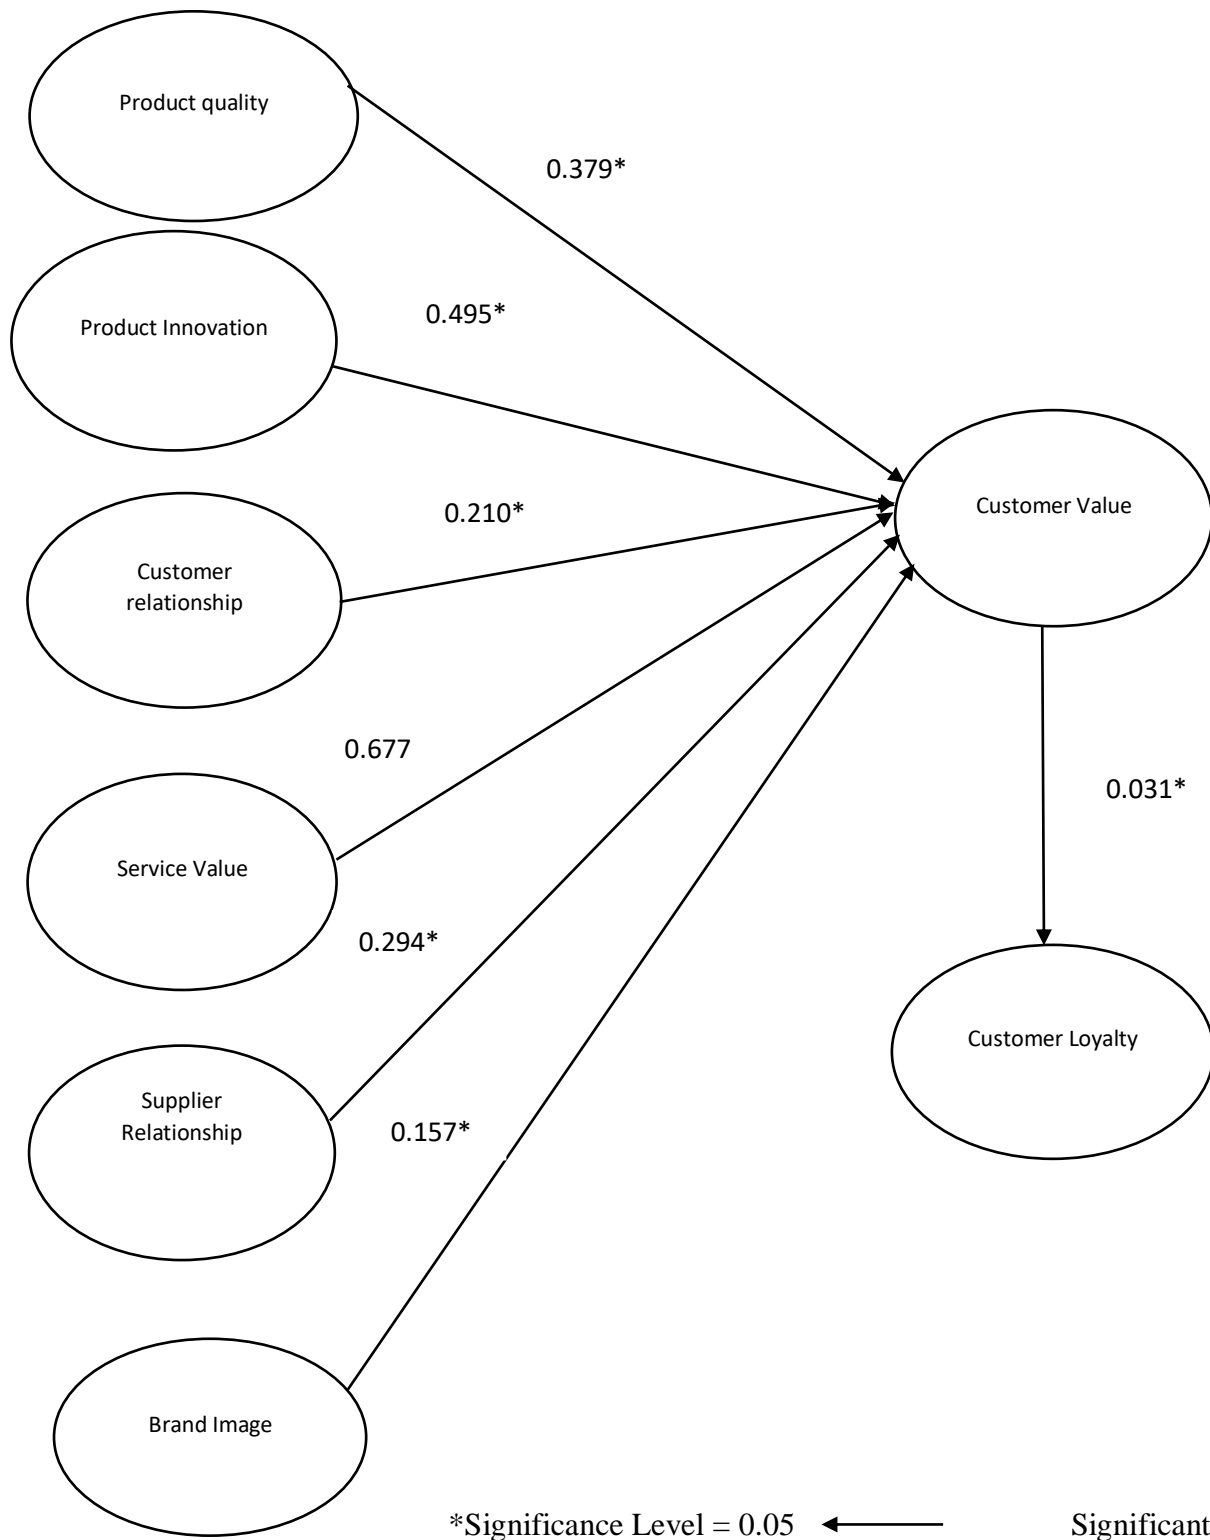 Product quality
0.379*
Product Innovation
0.495*
Customer Value
0.210*
Customer
relationship
0.677
0.031*
Service Value
0.294*
Customer Loyalty
Supplier
Relationship
0.157*
Brand Image
*Significance Level = 0.05
Significant